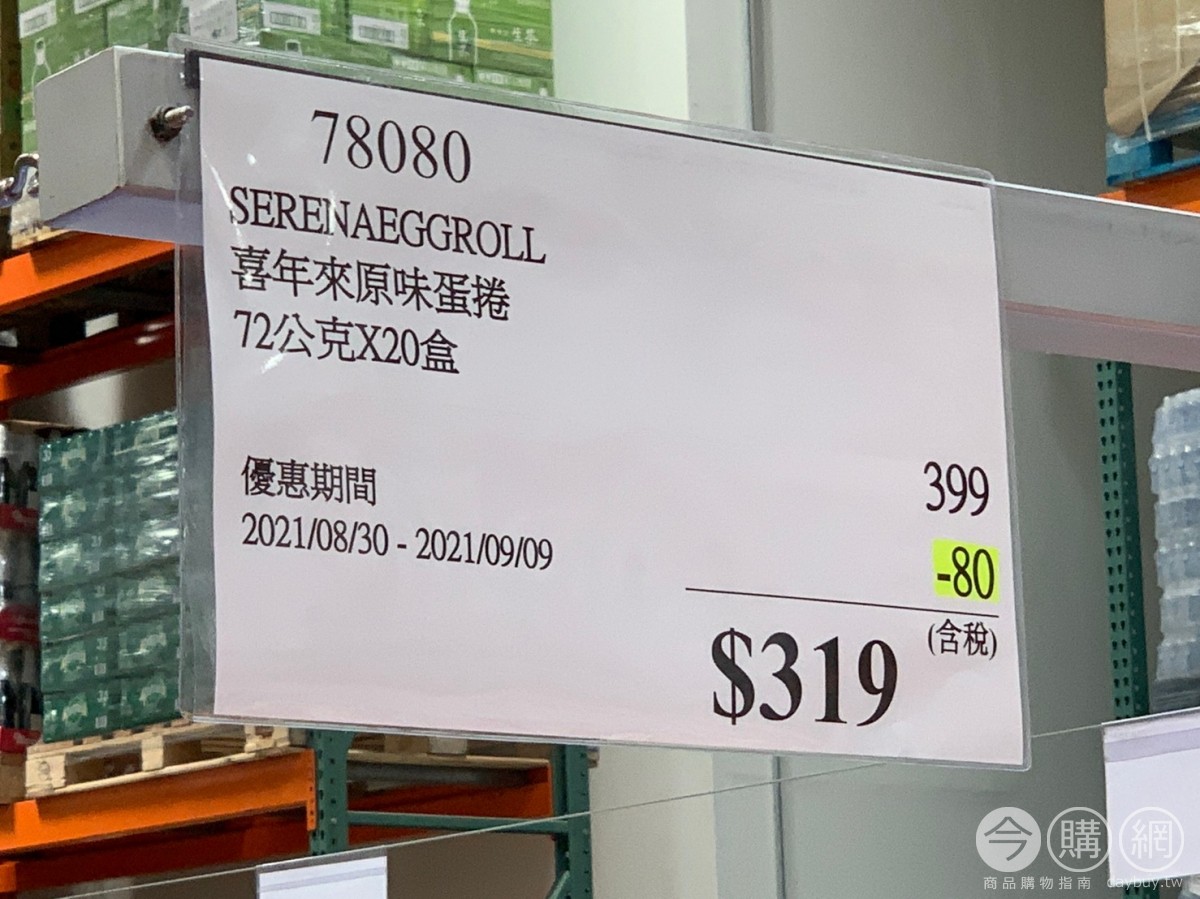 78080
SERENAEGGROLL
喜年來原味蛋捲
72公克X20盒
優惠期間
2021/08/30 - 2021/09/09
399
-80
(含稅)
$319
今購網
商品購物指南 daybuy.tw